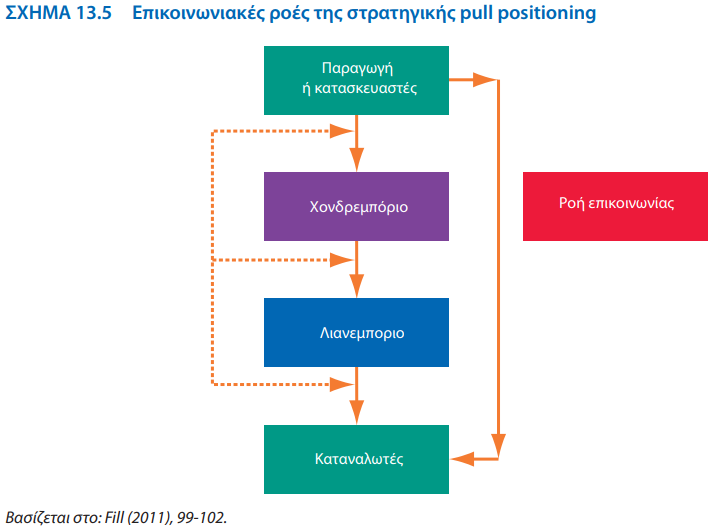 ΣΧΗΜΑ 13.5 Επικοινωνιακές ροές της στρατηγικής pull positioning
Παραγωγή
ή κατασκευαστές
Χονδρεμπόριο
Ροή επικοινωνίας
Λιανεμποριο
Καταναλωτές
Βασίζεται στο: Fill (2011), 99-102.